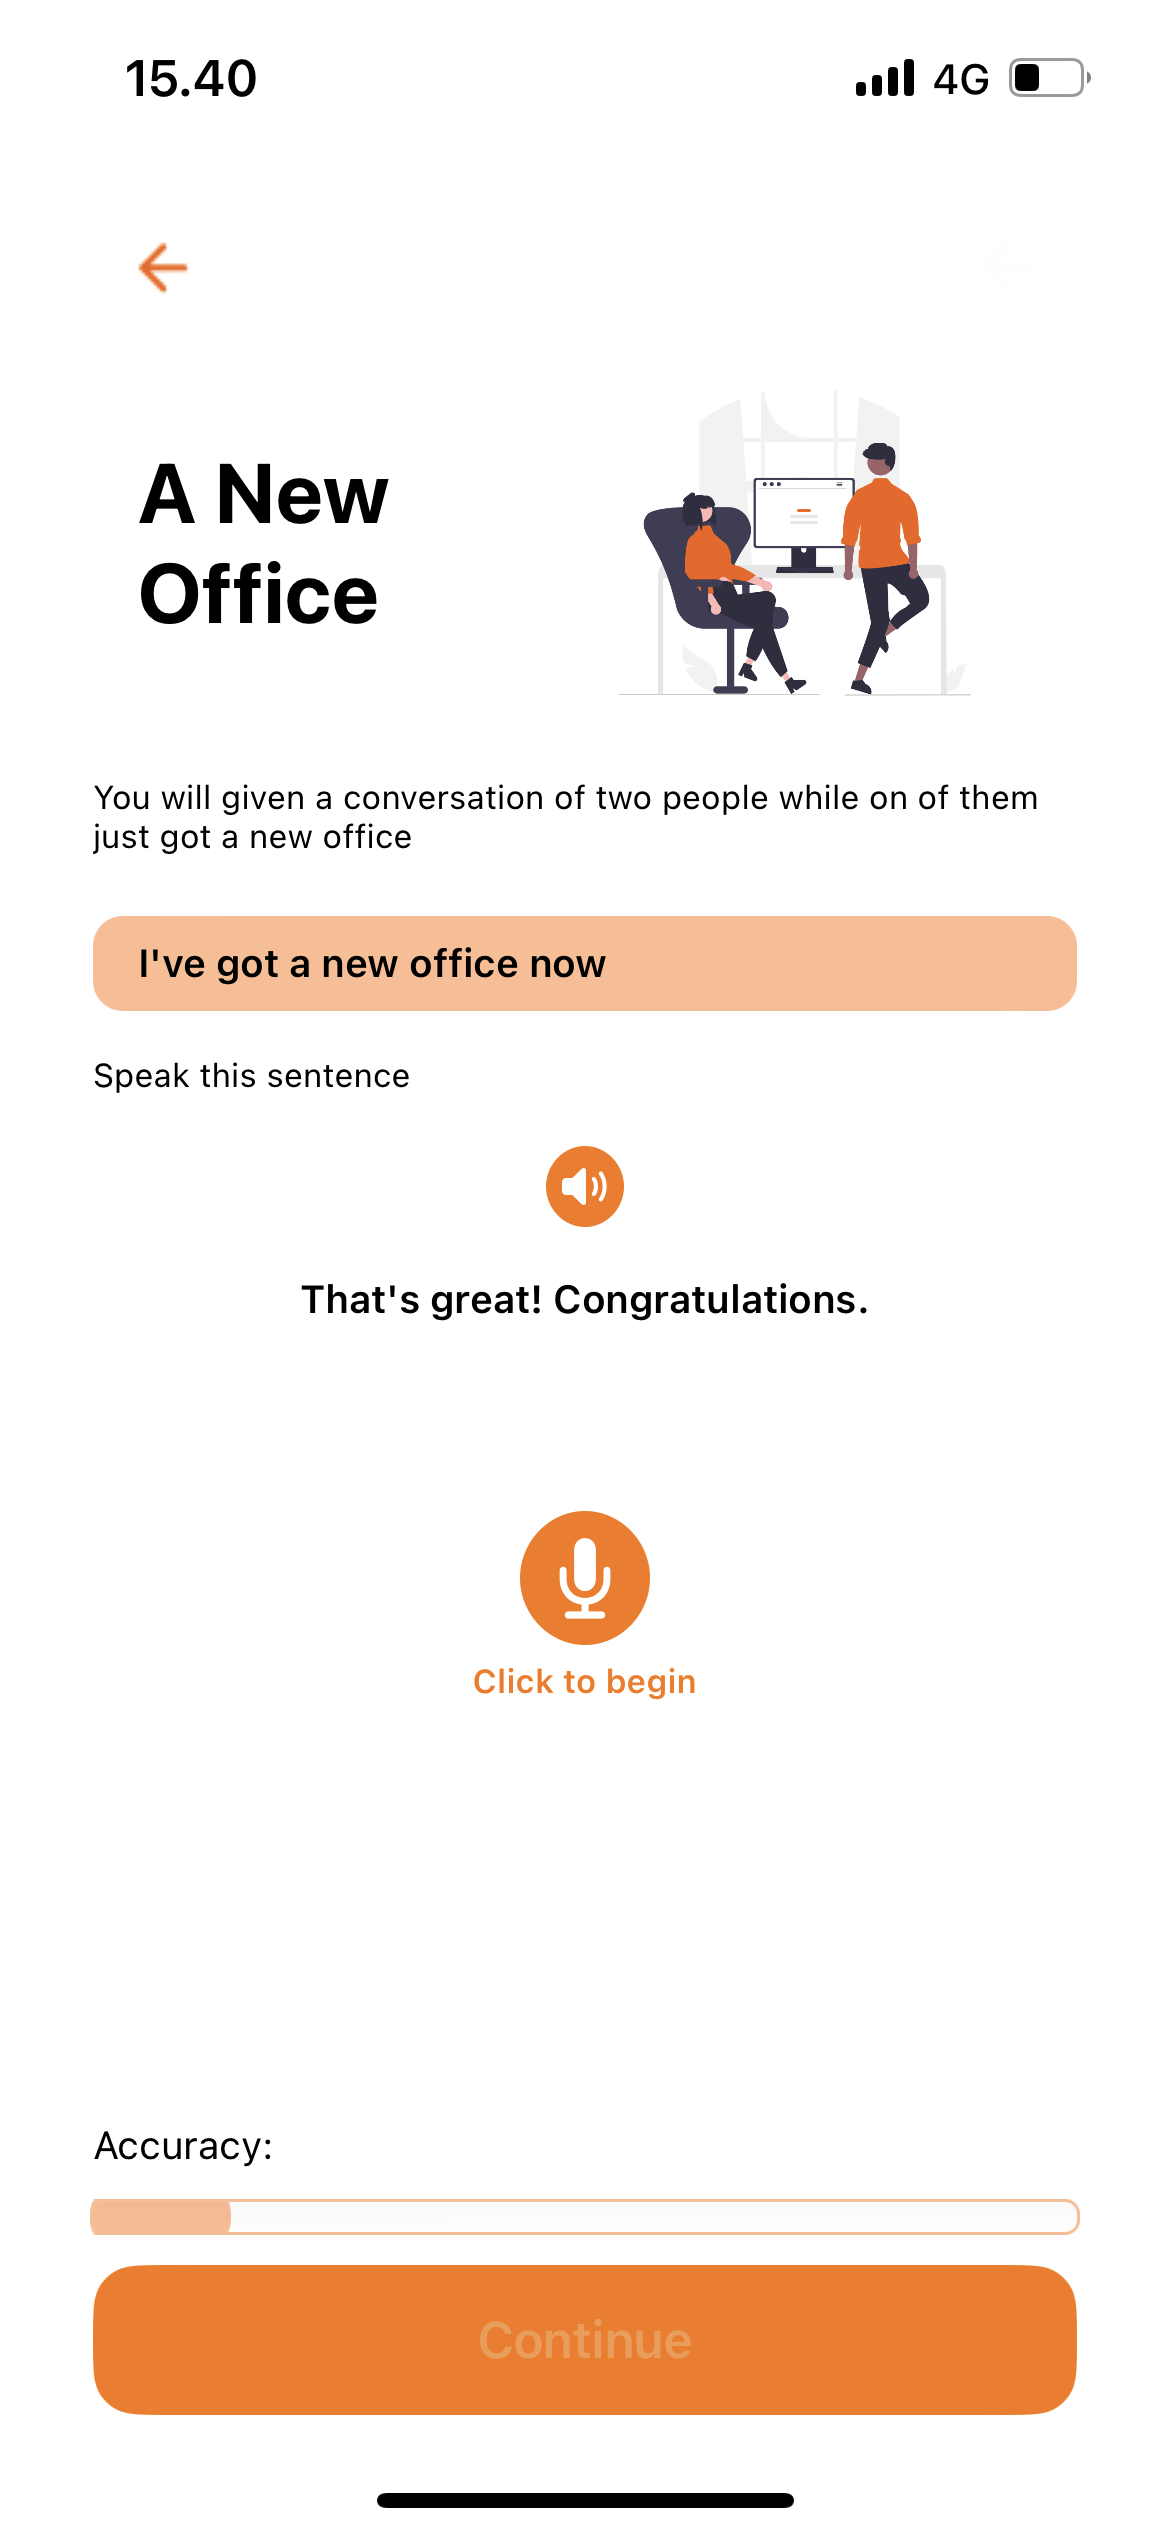 15.40
4G
A New
Office
You will given a conversation of two people while on of them
just got a new office
I've got a new office now
Speak this sentence
That's great! Congratulations.
Click to begin
Accuracy:
Continue